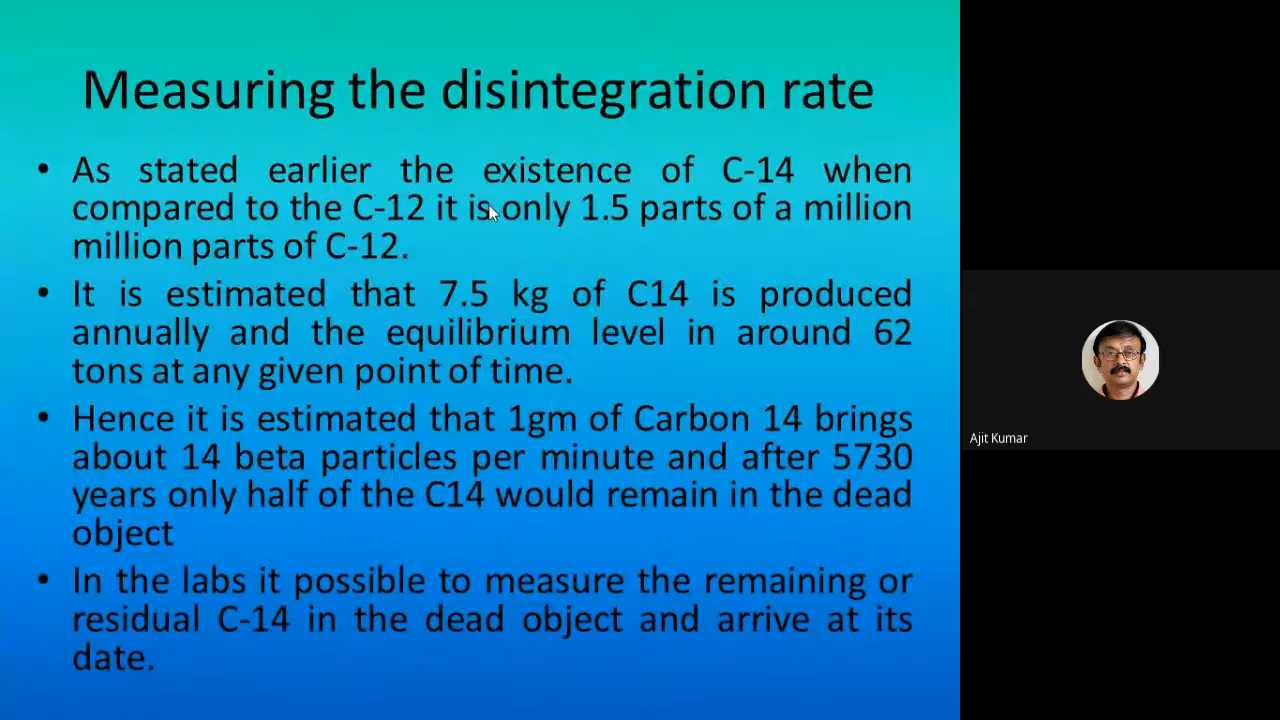 Measuring the disintegration rate
• As stated earlier the existence of C-14 when
compared to the C-12 it is only 1.5 parts of a million
million parts of C-12.
• It is estimated that 7.5 kg of C14 is produced
annually and the equilibrium level in around 62
tons at any given point of time.
• Hence it is estimated that 1gm of Carbon 14 brings
about 14 beta particles per minute and after 5730
years only half of the C14 would remain in the dead
object
• In the labs it possible to measure the remaining or
residual C-14 in the dead object and arrive at its
date.
Ajit Kumar